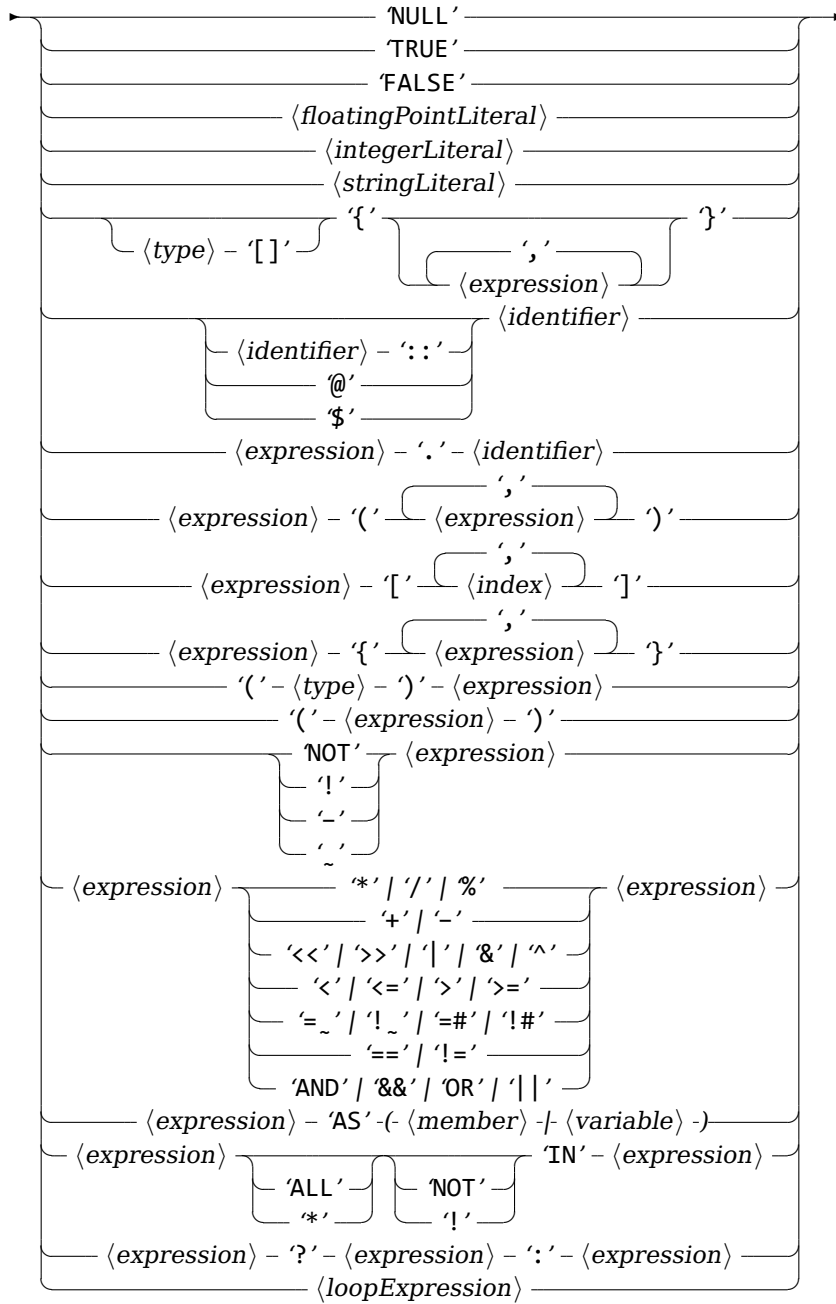 ‘NULL’
‘TRUE’
‘FALSE’
⟨floatingPointLiteral⟩
⟨integerLiteral⟩
⟨stringLiteral⟩
⟨type⟩ – ‘[]’ ‘{’ ‘,’ ⟨expression⟩ ‘}’
⟨identifier⟩
⟨identifier⟩ – ‘::’
‘@’
‘$’
⟨expression⟩ – ‘.’ – ⟨identifier⟩
‘,’
⟨expression⟩ – ‘(’ ⟨expression⟩ ‘)’
‘,’
⟨expression⟩ – ‘[’ ⟨index⟩ ‘]’
‘,’
⟨expression⟩ – ‘{’ ⟨expression⟩ ‘}’
‘(’ – ⟨type⟩ – ‘)’ – ⟨expression⟩
‘(’ – ⟨expression⟩ – ‘)’
‘NOT’ ⟨expression⟩
‘!’
‘-’
‘~’
⟨expression⟩ ‘*’ | ‘/’ | ‘%’ ⟨expression⟩
‘+’ | ‘-’
‘<<’ | ‘>>’ | ‘|’ | ‘&’ | ‘^’
‘<’ | ‘<=’ | ‘>’ | ‘>=’
‘=~’ | ‘!~’ | ‘=#’ | ‘!#’
‘==’ | ‘!=’
‘AND’ | ‘&&’ | ‘OR’ | ‘||’
⟨expression⟩ – ‘AS’ -(- ⟨member⟩ -|- ⟨variable⟩ -)
⟨expression⟩ ‘IN’ – ⟨expression⟩
‘ALL’ ‘NOT’
‘*’ ‘!’
⟨expression⟩ – ‘?’ – ⟨expression⟩ – ‘:’ – ⟨expression⟩
⟨loopExpression⟩